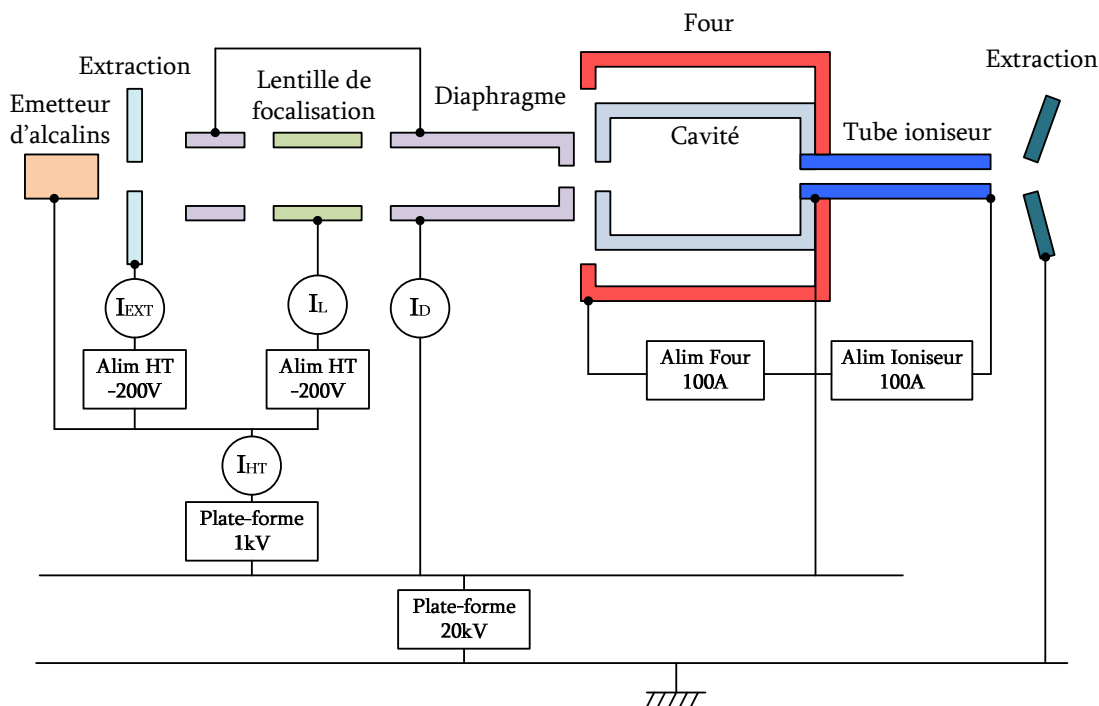 Four
Extraction
Extraction
Lentille de
focalisation
Diaphragme
Emetteur
d'alcalins
Cavité
Tube ioniseur
IEXT
IL
ID
Alim HT
-200V
Alim HT
-200V
Alim Four
100A
Alim Ioniseur
100A
IHT
Plate-forme
1kV
Plate-forme
20kV